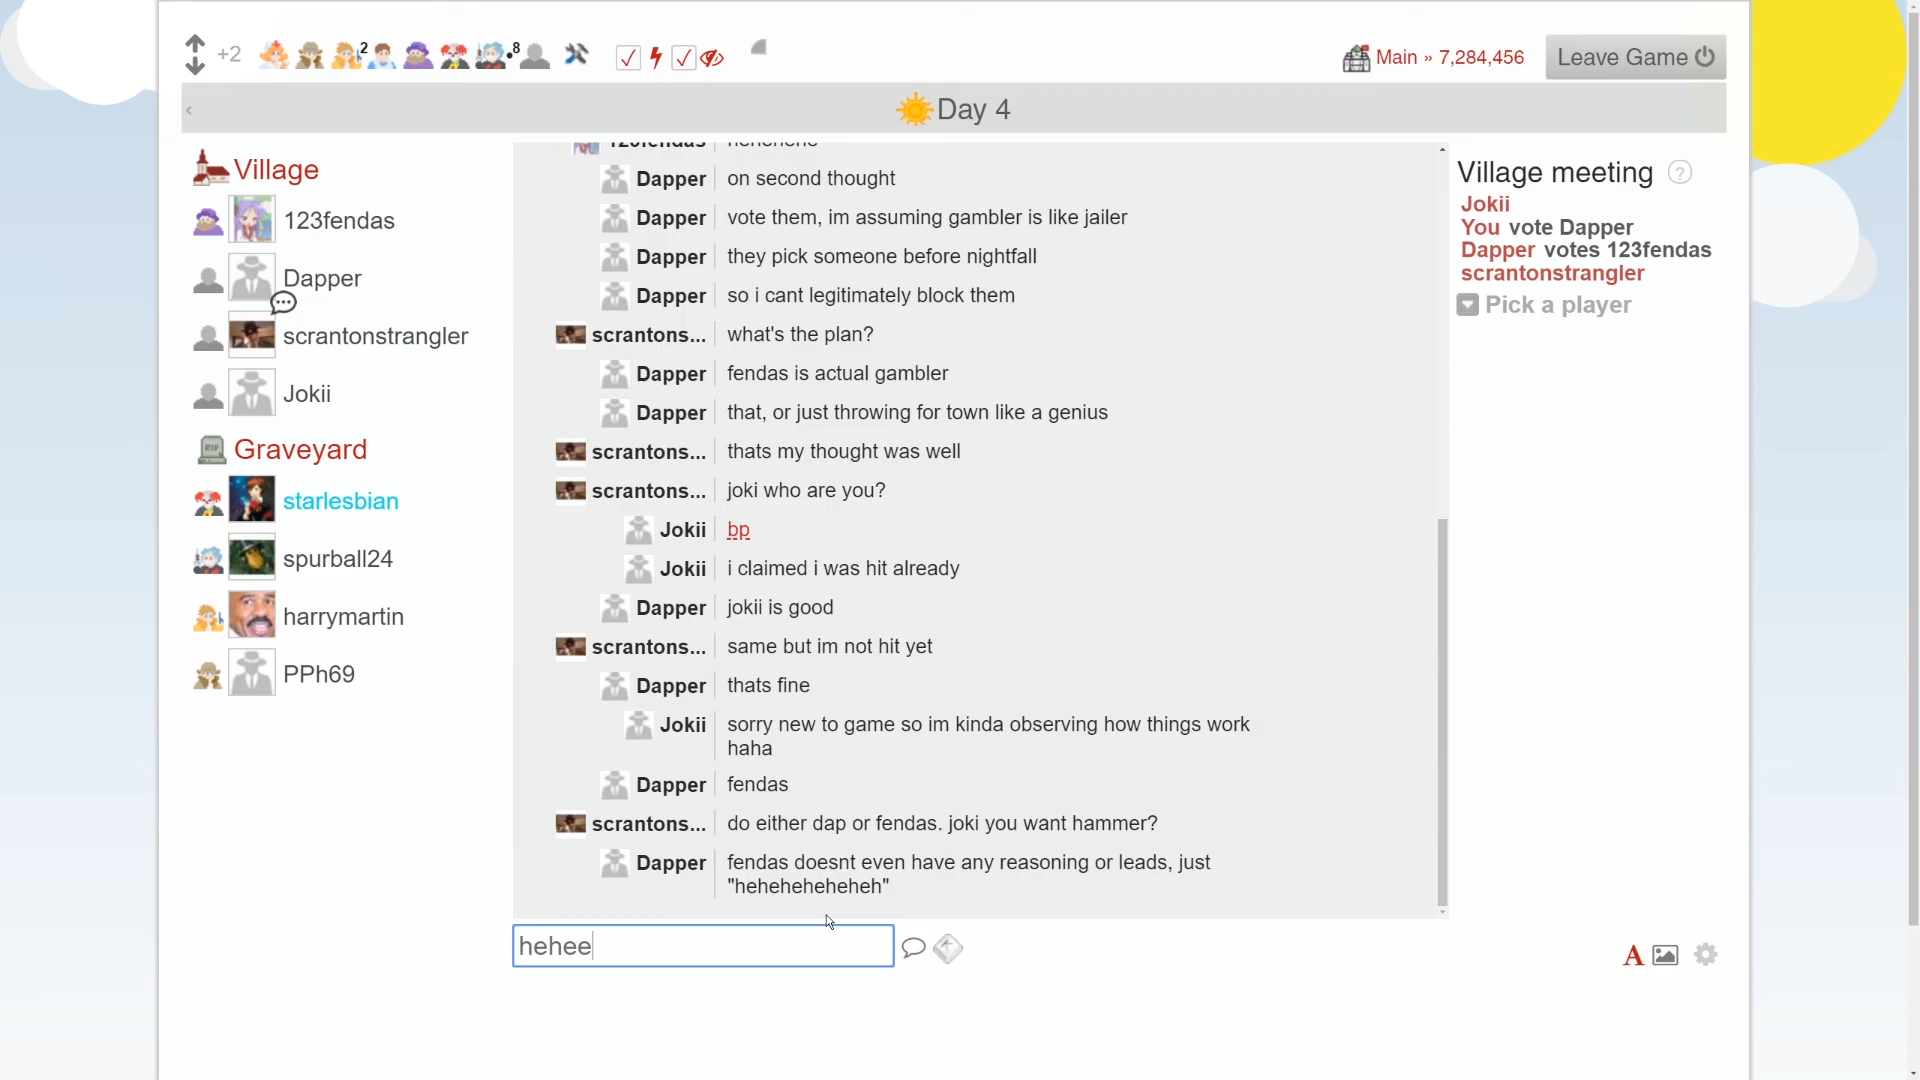 +2
2
8
Main » 7,284,456
Leave Game
‹
Day 4
Village
123fendas
Dapper
scrantonstrangler
Jokii
RIP
Graveyard
starlesbian
spurball24
harrymartin
PPh69
123fendas hehehehe
Dapper on second thought
Dapper vote them, im assuming gambler is like jailer
Dapper they pick someone before nightfall
Dapper so i cant legitimately block them
scrantons... what's the plan?
Dapper fendas is actual gambler
Dapper that, or just throwing for town like a genius
scrantons... thats my thought was well
scrantons... joki who are you?
Jokii bp
Jokii i claimed i was hit already
Dapper jokii is good
scrantons... same but im not hit yet
Dapper thats fine
Jokii sorry new to game so im kinda observing how things work
haha
Dapper fendas
scrantons... do either dap or fendas. joki you want hammer?
Dapper fendas doesnt even have any reasoning or leads, just
"heheheheheheh"
hehee
Village meeting ?
Jokii
You vote Dapper
Dapper votes 123fendas
scrantonstrangler
Pick a player
A